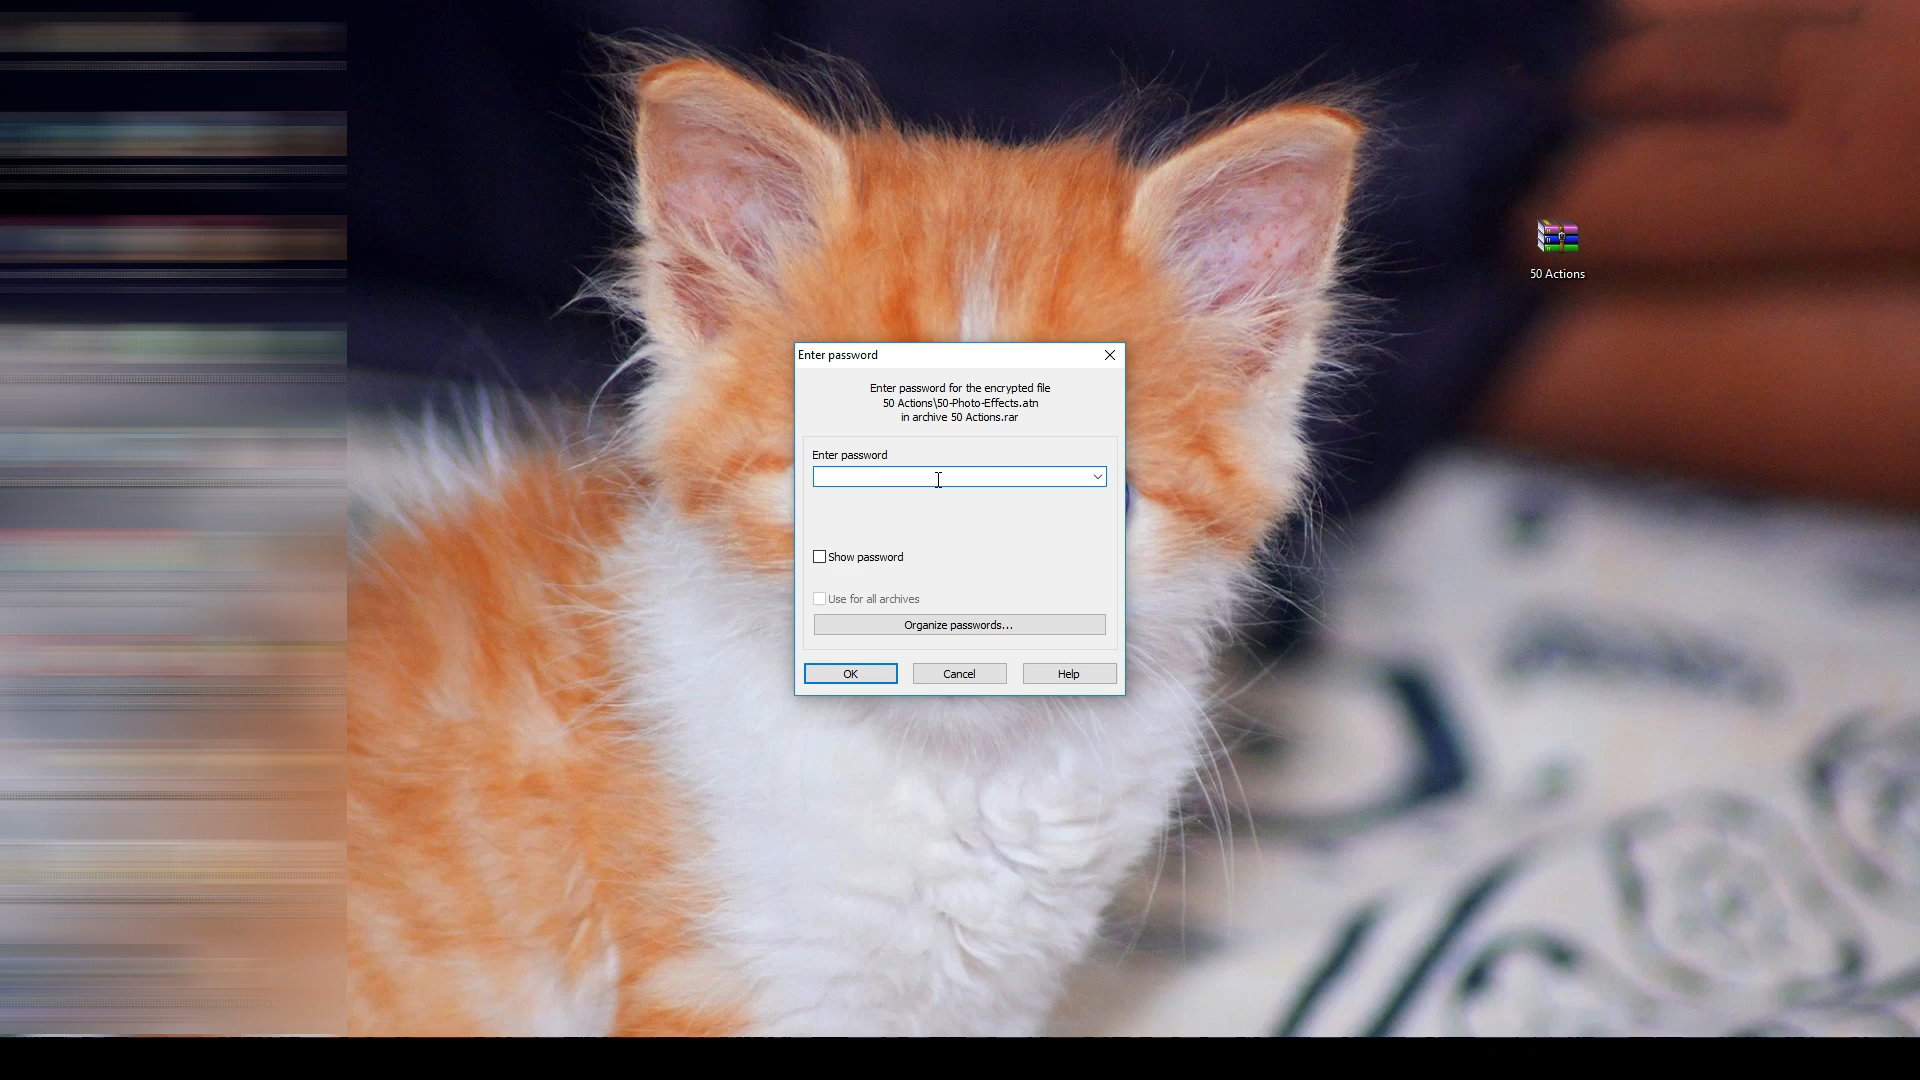 50 Actions
Enter password
Enter password for the encrypted file
50 Actions\50-Photo-Effects.atn
in archive 50 Actions.rar
Enter password
Show password
Use for all archives
Organize passwords...
OK
Cancel
Help